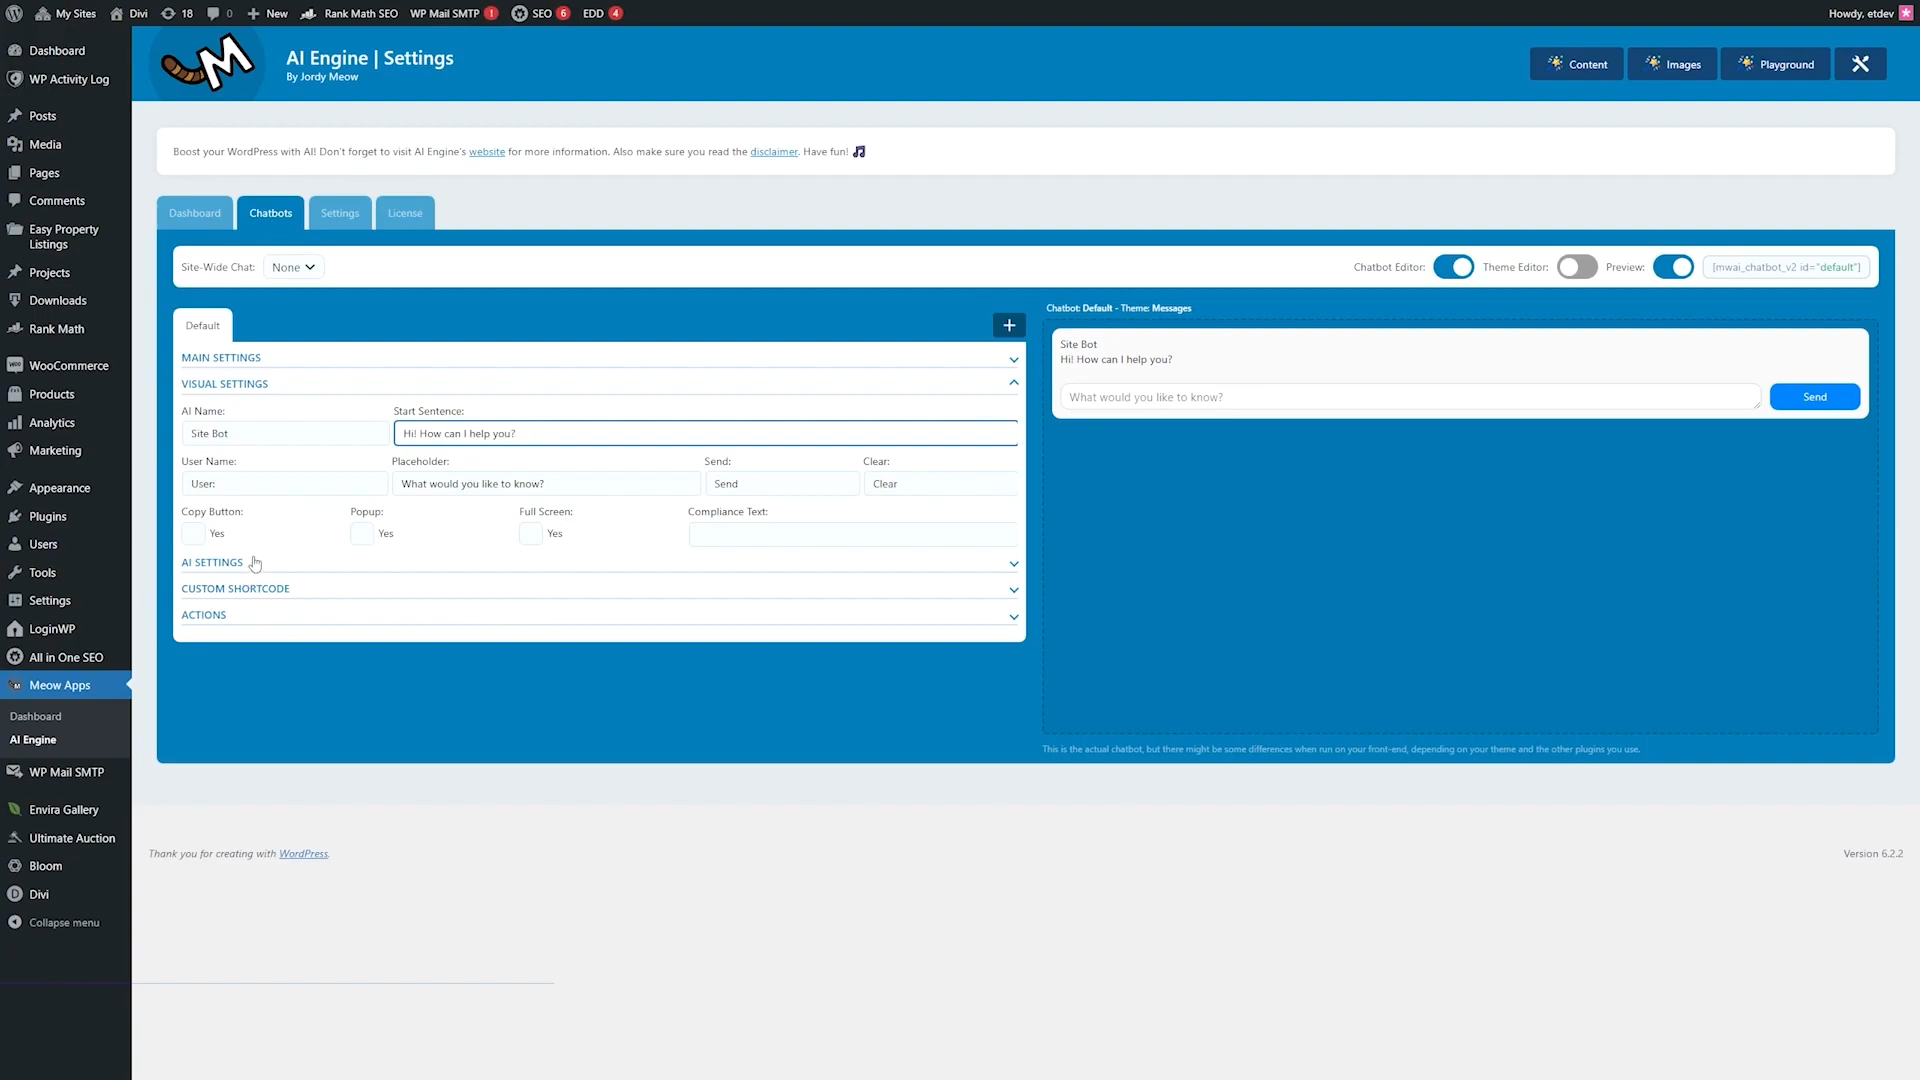 My Sites
Divi
18
0
New
Rank Math SEO
WP Mail SMTP !
SEO 6
EDD 4
Howdy, etdev
Dashboard
WP Activity Log
Posts
Media
Pages
Comments
Easy Property
Listings
Projects
Downloads
Rank Math
WooCommerce
Products
Analytics
Marketing
Appearance
Plugins
Users
Tools
Settings
LoginWP
All in One SEO
Meow Apps
Dashboard
AI Engine
WP Mail SMTP
Envira Gallery
Ultimate Auction
Bloom
Divi
Collapse menu
M
AI Engine | Settings
By Jordy Meow
Content
Images
Playground
Boost your WordPress with AI! Don't forget to visit AI Engine's website for more information. Also make sure you read the disclaimer. Have fun!
Dashboard
Chatbots
Settings
License
Site-Wide Chat: None
Chatbot Editor:
Theme Editor:
Preview:
[mwai_chatbot_v2 id="default"]
Default
+
MAIN SETTINGS
VISUAL SETTINGS
AI Name:
Start Sentence:
Site Bot
Hi! How can I help you?
User Name:
Placeholder:
Send:
Clear:
User:
What would you like to know?
Send
Clear
Copy Button:
Popup:
Full Screen:
Compliance Text:
Yes
Yes
Yes
AI SETTINGS
CUSTOM SHORTCODE
ACTIONS
Chatbot: Default - Theme: Messages
Site Bot
Hi! How can I help you?
What would you like to know?
Send
This is the actual chatbot, but there might be some differences when run on your front-end, depending on your theme and the other plugins you use.
Thank you for creating with WordPress.
Version 6.2.2